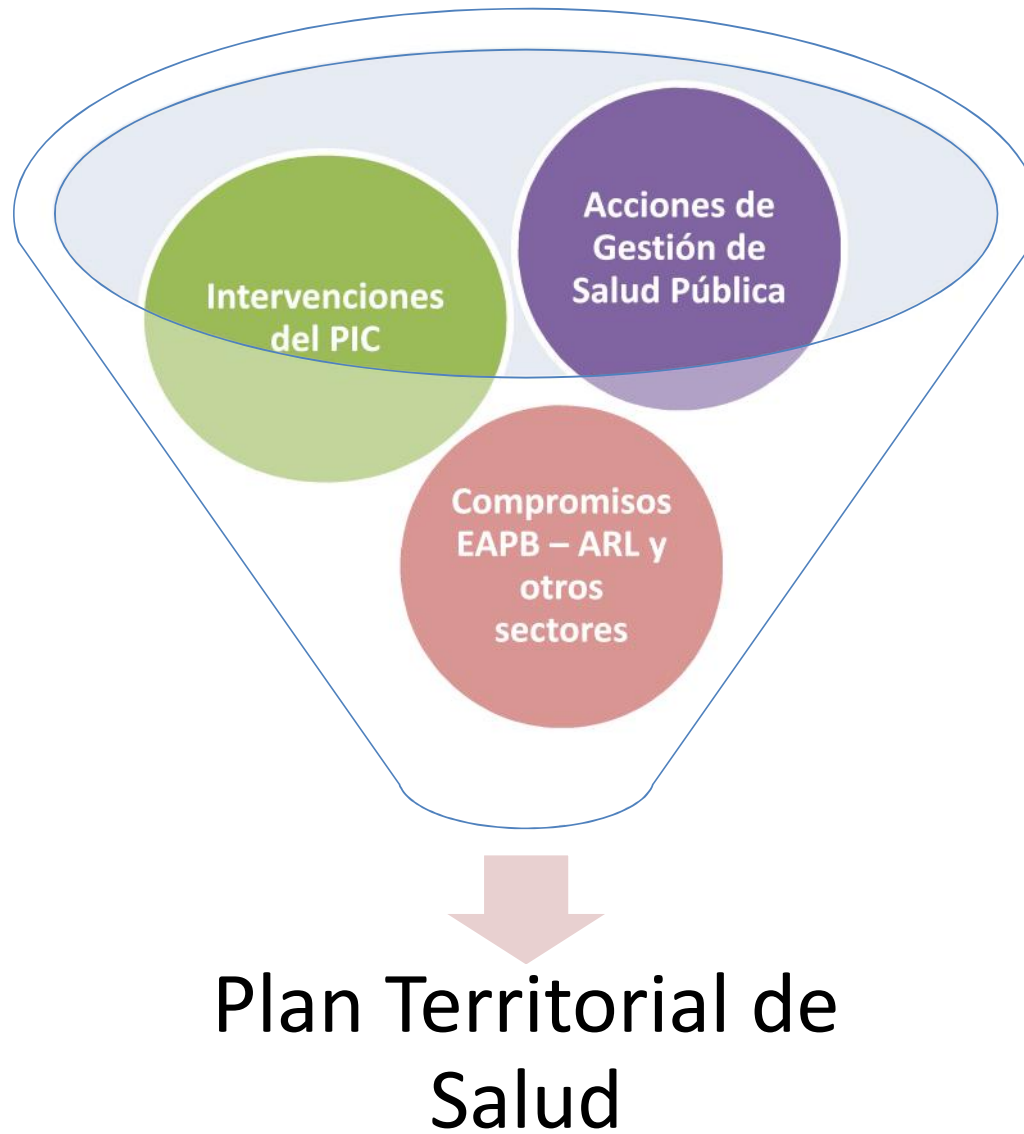 Acciones de
Gestión de
Salud Pública
Intervenciones
del PIC
Compromisos
EAPB – ARL y
otros
sectores
Plan Territorial de
Salud